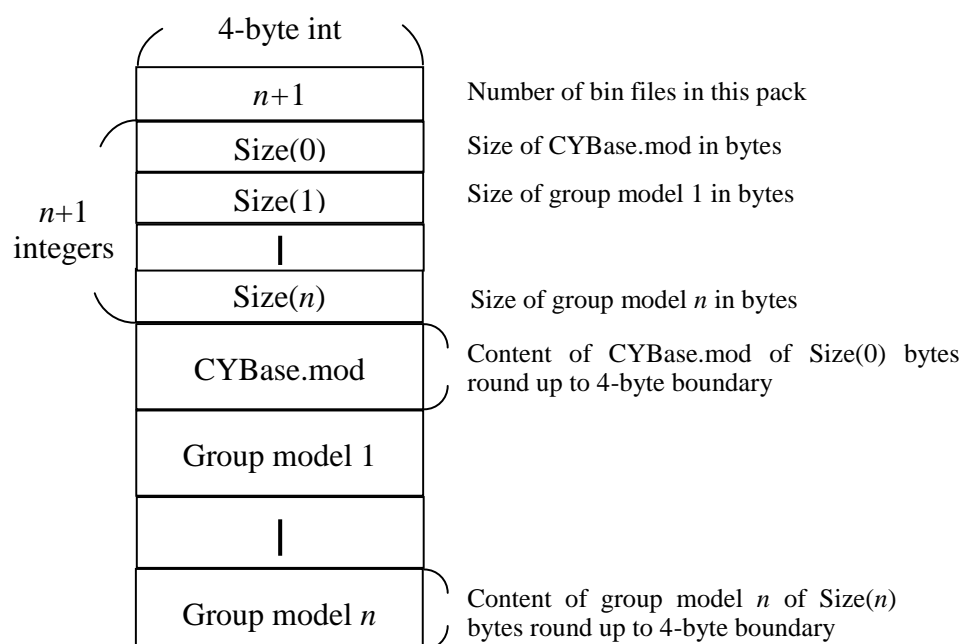 4-byte int
n+1
Number of bin files in this pack
Size(0)
Size of CYBase.mod in bytes
Size(1)
Size of group model 1 in bytes
n+1
integers
Size(n)
Size of group model n in bytes
CYBase.mod
Content of CYBase.mod of Size(0) bytes
round up to 4-byte boundary
Group model 1
Group model n
Content of group model n of Size(n)
bytes round up to 4-byte boundary